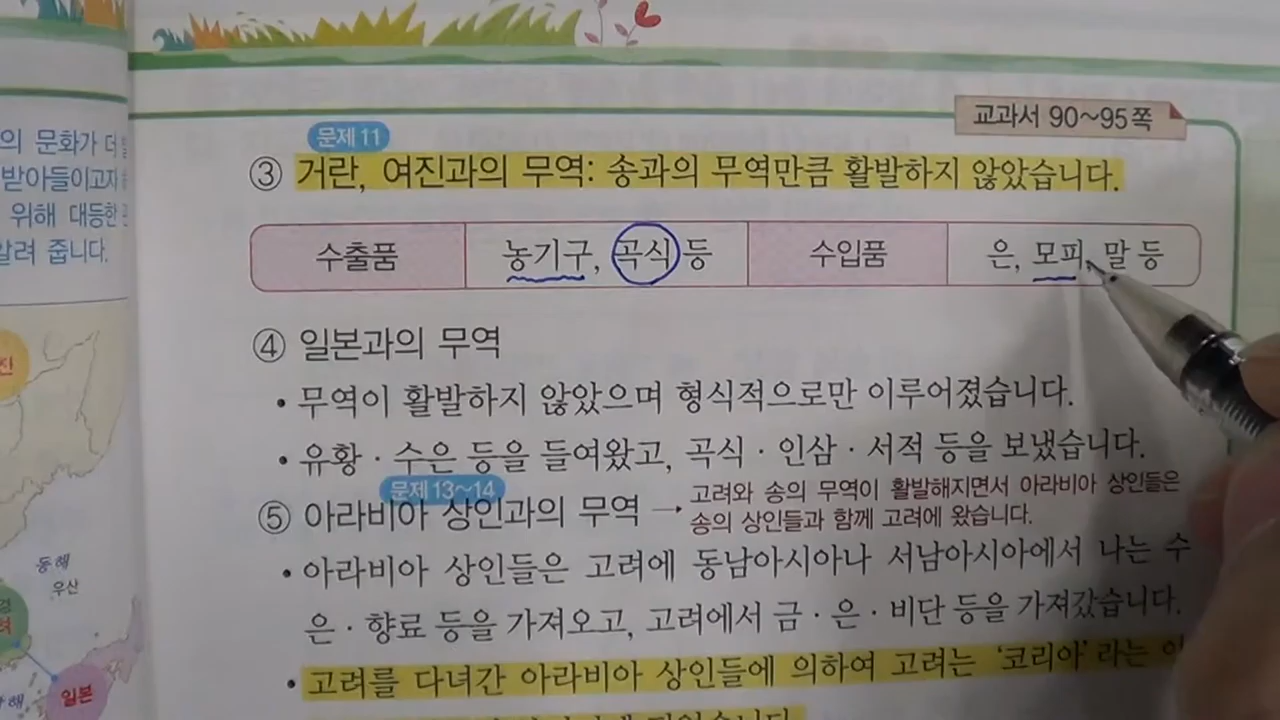 의 문화가 더
받아들이고자
위해 대등한
알려 줍니다.
진
동해
우산
일본
해
교과서 90~95쪽
문제 11
③ 거란, 여진과의 무역: 송과의 무역만큼 활발하지 않았습니다.
수출품 농기구, 곡식 등 수입품 은, 모피, 말 등
④ 일본과의 무역
• 무역이 활발하지 않았으며 형식적으로만 이루어졌습니다.
• 유황 · 수은 등을 들여왔고, 곡식 · 인삼 · 서적 등을 보냈습니다.
문제 13~14
⑤ 아라비아 상인과의 무역 → 고려와 송의 무역이 활발해지면서 아라비아 상인들은
송의 상인들과 함께 고려에 왔습니다.
• 아라비아 상인들은 고려에 동남아시아나 서남아시아에서 나는 수
은 · 향료 등을 가져오고, 고려에서 금 · 은 · 비단 등을 가져갔습니다.
• 고려를 다녀간 아라비아 상인들에 의하여 고려는 '코리아'라는